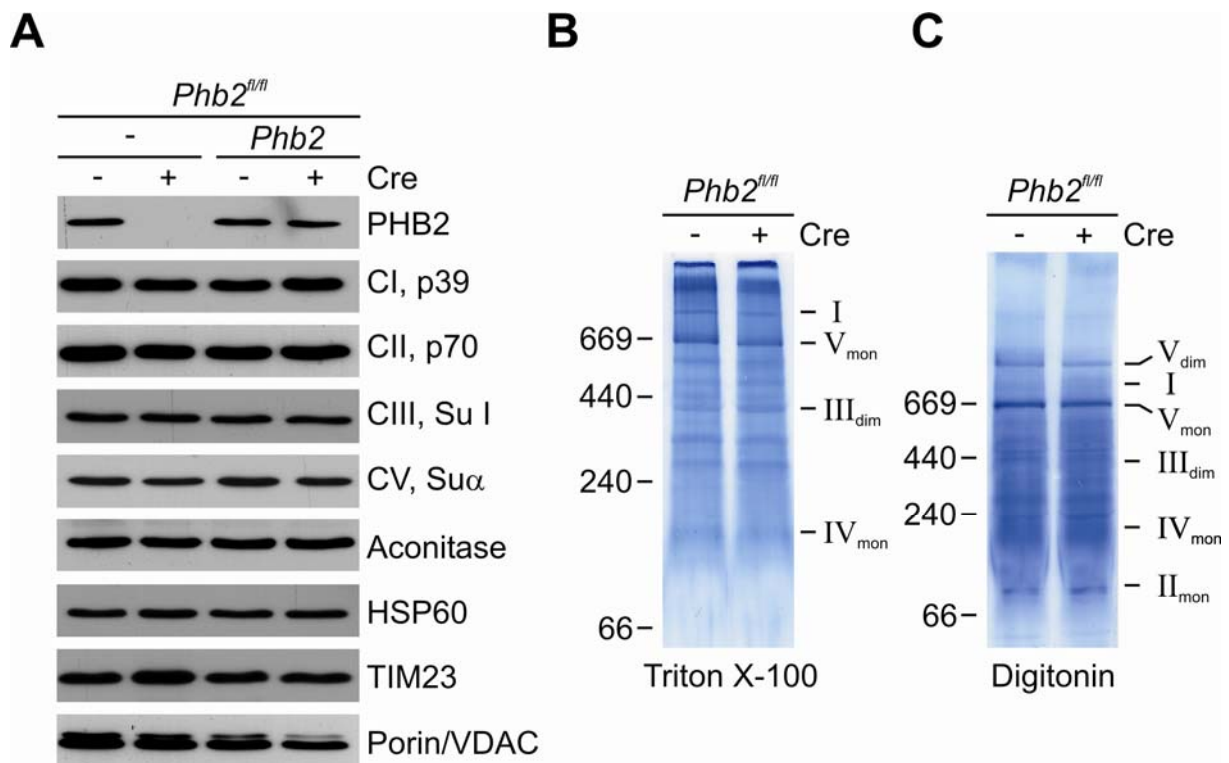 A
Phb2fl/fl
- Phb2
- + - + Cre
PHB2
CI, p39
CII, p70
CIII, Su I
CV, Suα
Aconitase
HSP60
TIM23
Porin/VDAC
B
Phb2fl/fl
- + Cre
I
669 Vmon
440
IIIdim
240
IVmon
66
Triton X-100
C
Phb2fl/fl
- + Cre
Vdim
I
669
Vmon
440 IIIdim
240
IVmon
IImon
66
Digitonin